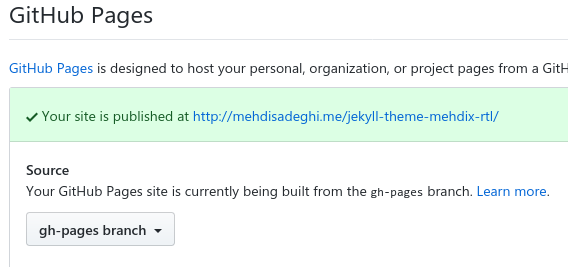 GitHub Pages
GitHub Pages is designed to host your personal, organization, or project pages from a GitH
✓ Your site is published at http://mehdisadeghi.me/jekyll-theme-mehdix-rtl/
Source
Your GitHub Pages site is currently being built from the gh-pages branch. Learn more.
gh-pages branch